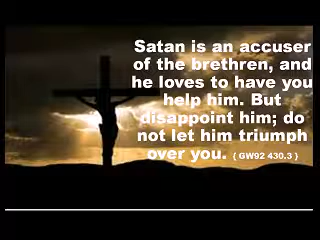 Satan is an accuser
of the brethren, and
he loves to have you
help him. But
disappoint him; do
not let him triumph
over you. { GW92 430.3 }